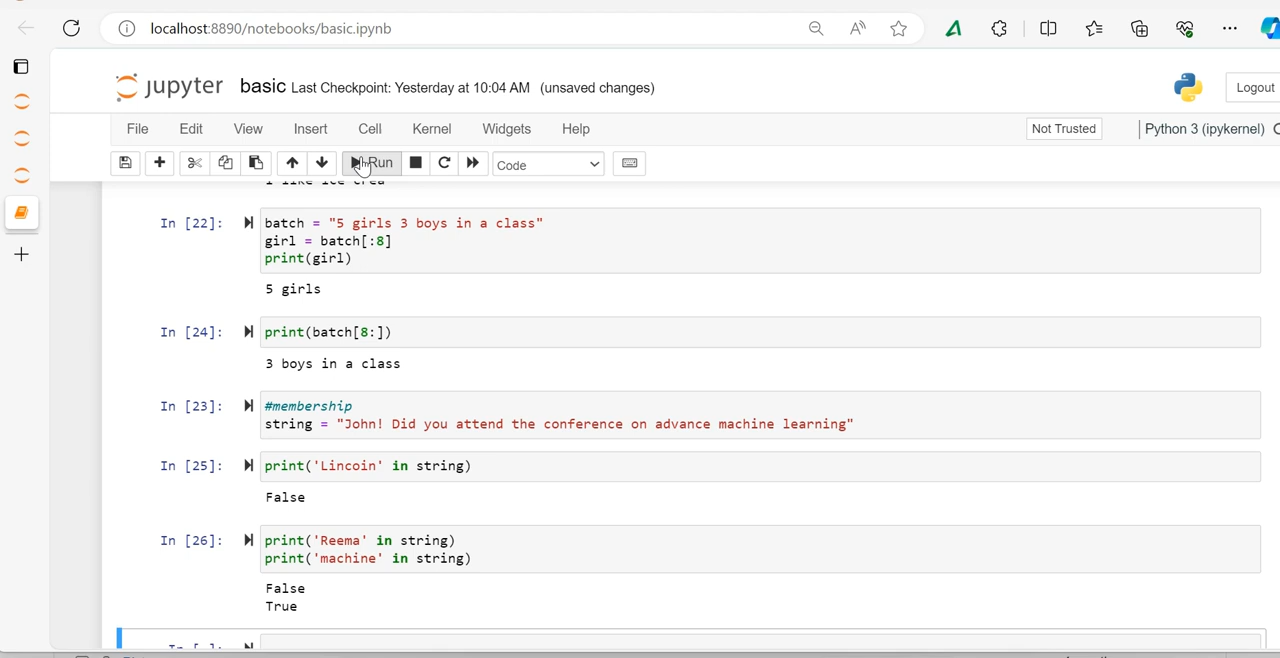 localhost:8890/notebooks/basic.ipynb
jupyter basic Last Checkpoint: Yesterday at 10:04 AM (unsaved changes)
Logout
File Edit View Insert Cell Kernel Widgets Help
Not Trusted
Python 3 (ipykernel)
Run
Code
In [22]:
batch = "5 girls 3 boys in a class"
girl = batch[:8]
print(girl)
5 girls
In [24]:
print(batch[8:])
3 boys in a class
In [23]:
#membership
string = "John! Did you attend the conference on advance machine learning"
In [25]:
print('Lincoin' in string)
False
In [26]:
print('Reema' in string)
print('machine' in string)
False
True